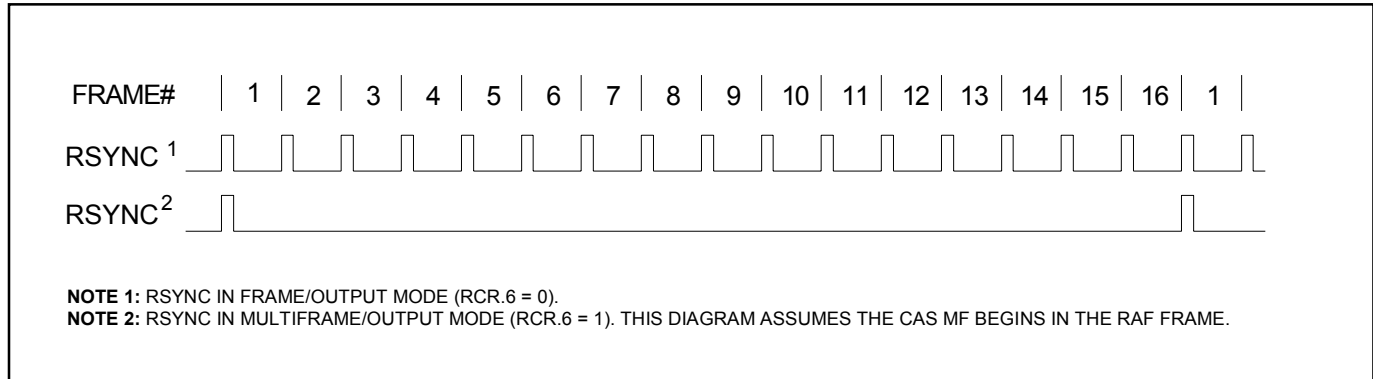 FRAME# 1 2 3 4 5 6 7 8 9 10 11 12 13 14 15 16 1
RSYNC 1
RSYNC 2
NOTE 1: RSYNC IN FRAME/OUTPUT MODE (RCR.6 = 0).
NOTE 2: RSYNC IN MULTIFRAME/OUTPUT MODE (RCR.6 = 1). THIS DIAGRAM ASSUMES THE CAS MF BEGINS IN THE RAF FRAME.